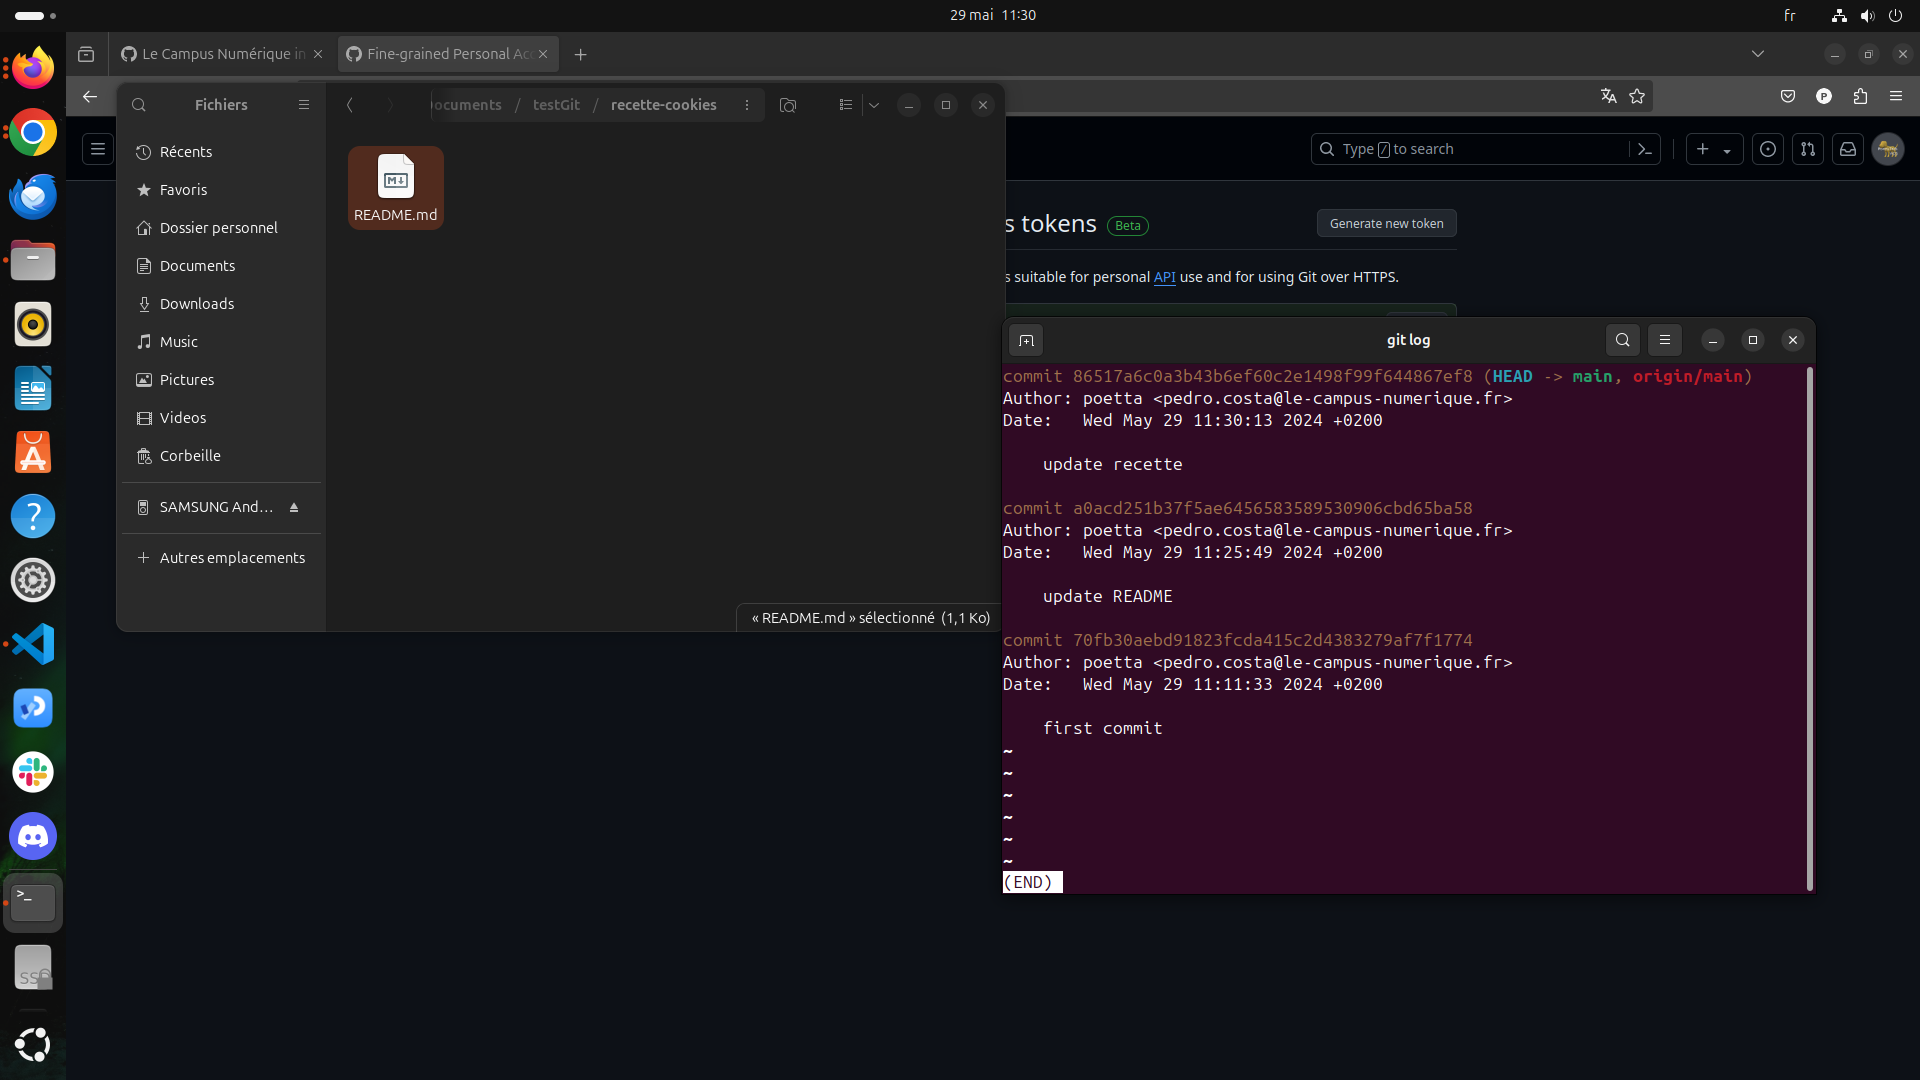 29 mai 11:30
fr
Le Campus Numérique in
Fine-grained Personal Acc
Fichiers
Documents / testGit / recette-cookies
P
Type / to search
Récents
Favoris
Dossier personnel
Documents
Downloads
Music
Pictures
Videos
Corbeille
SAMSUNG And…
Autres emplacements
README.md
« README.md » sélectionné (1,1 Ko)
s tokens Beta
Generate new token
s suitable for personal API use and for using Git over HTTPS.
git log
commit 86517a6c0a3b43b6ef60c2e1498f99f644867ef8 (HEAD -> main, origin/main)
Author: poetta <pedro.costa@le-campus-numerique.fr>
Date:   Wed May 29 11:30:13 2024 +0200
update recette
commit a0acd251b37f5ae6456583589530906cbd65ba58
Author: poetta <pedro.costa@le-campus-numerique.fr>
Date:   Wed May 29 11:25:49 2024 +0200
update README
commit 70fb30aebd91823fcda415c2d4383279af7f1774
Author: poetta <pedro.costa@le-campus-numerique.fr>
Date:   Wed May 29 11:11:33 2024 +0200
first commit
~
~
~
~
~
~
(END)